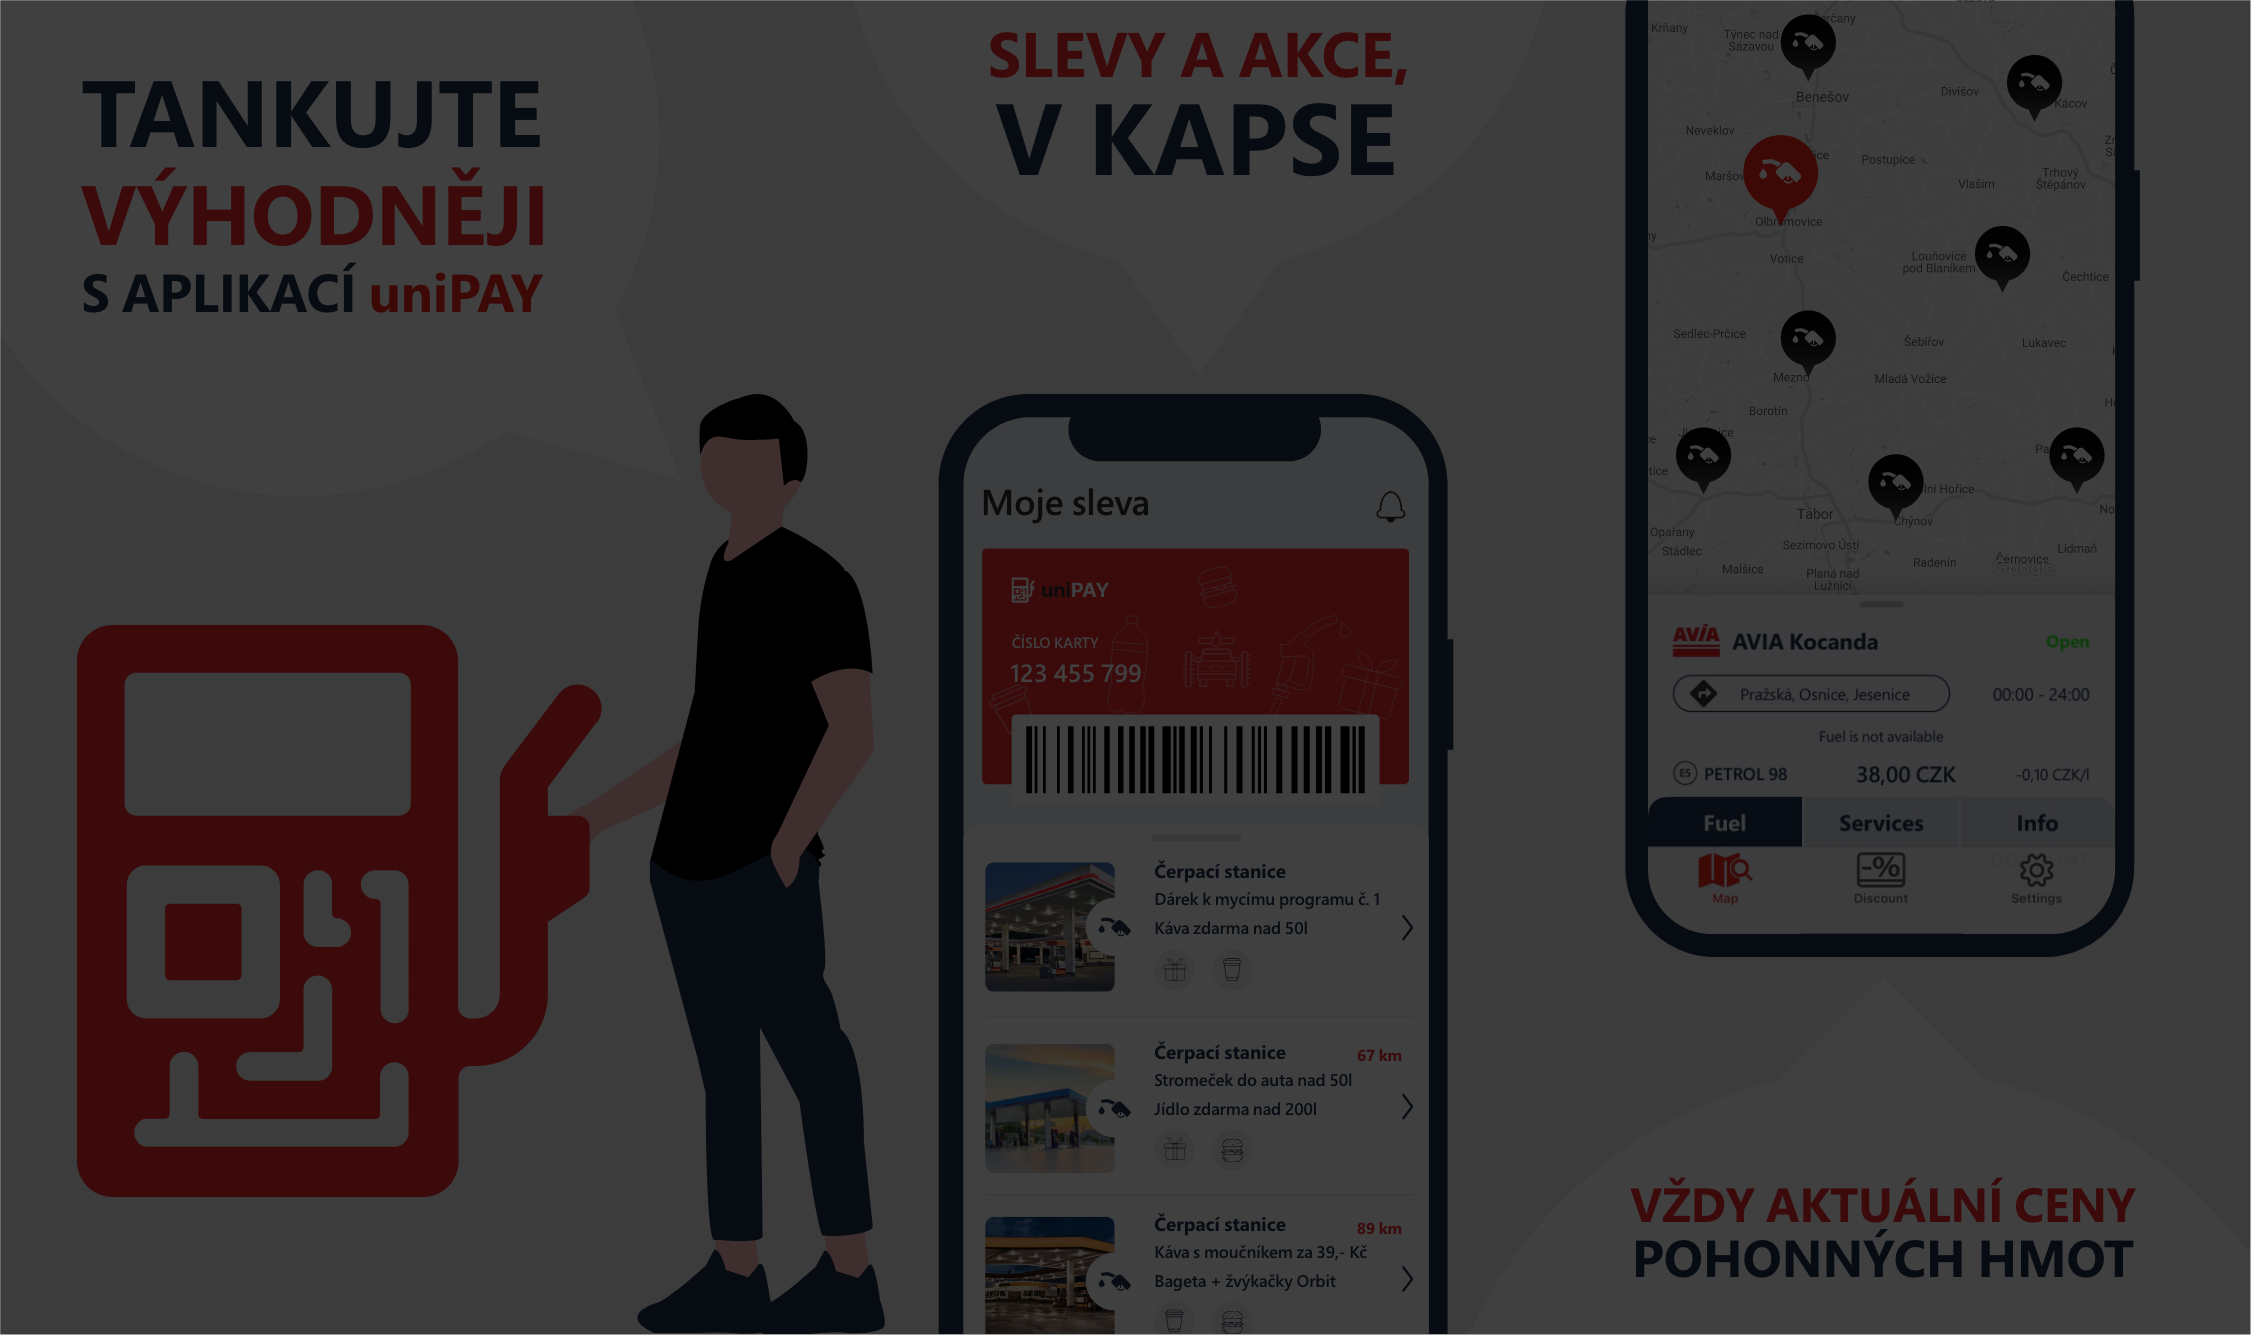 TANKUJTE
VÝHODNĚJI
S APLIKACÍ uniPAY
SLEVY A AKCE,
V KAPSE
Moje sleva
uniPAY
ČÍSLO KARTY
123 455 799
Čerpací stanice
Dárek k mycímu programu č. 1
Káva zdarma nad 50l
Čerpací stanice
67 km
Stromeček do auta nad 50l
Jídlo zdarma nad 200l
Čerpací stanice
89 km
Káva s moučníkem za 39,- Kč
Bageta + žvýkačky Orbit
Krňany
Týnec nad
Sázavou
Benešov
Divišov
Kácov
Neveklov
Postupice
Vlašim
Trhový
Štěpánov
Olbramovice
Votice
Louňovice
pod Blaníkem
Čechtice
Sedlec-Prčice
Šebířov
Lukavec
Mezno
Mladá Vožice
Borotín
Tábor
Chýnov
Opařany
Stádlec
Sezimovo Ústí
Radenín
Černovice
Lidmaň
Malšice
Planá nad
Lužnicí
Google
AVIA
AVIA Kocanda
Open
Pražská, Osnice, Jesenice
00:00 - 24:00
Fuel is not available
E5 PETROL 98
38,00 CZK
-0,10 CZK/l
Fuel
Services
Info
-%
Map
Discount
Settings
VŽDY AKTUÁLNÍ CENY
POHONNÝCH HMOT